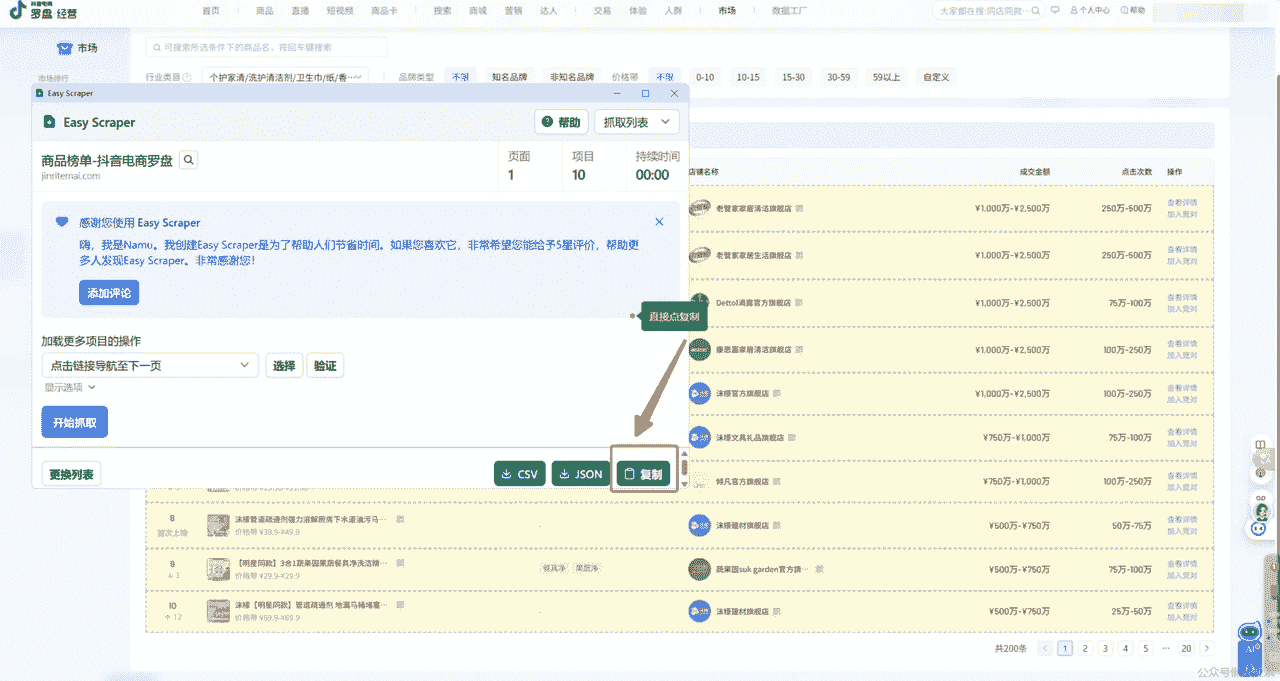 抖音电商
罗盘·经营
首页 商品 直播 短视频 商品卡 搜索 商城 营销 达人 交易 体验 人群 市场 数据工厂
大家都在搜:同店同款… 个人中心 帮助
市场
可搜索所选条件下的商品名，按回车键搜索
市场排行
行业类目 个护家清/洗护清洁剂/卫生巾/纸/香… 品牌类型 不限 知名品牌 非知名品牌 价格带 不限 0-10 10-15 15-30 30-59 59以上 自定义
Easy Scraper
Easy Scraper 帮助 抓取列表
商品榜单-抖音电商罗盘
jinritemai.com
页面 项目 持续时间
1 10 00:00
感谢您使用 Easy Scraper
嗨，我是Namu。我创建Easy Scraper是为了帮助人们节省时间。如果您喜欢它，非常希望您能给予5星评价，帮助更
多人发现Easy Scraper。非常感谢您！
添加评论
直接点复制
加载更多项目的操作
点击链接导航至下一页 选择 验证
显示选项
开始抓取
更换列表 CSV JSON 复制
店铺名称 成交金额 点击次数 操作
老管家家居清洁旗舰店 ¥1,000万-¥2,500万 250万-500万 查看详情
加入竞对
老管家家居生活旗舰店 ¥1,000万-¥2,500万 250万-500万 查看详情
加入竞对
Dettol滴露官方旗舰店 ¥1,000万-¥2,500万 75万-100万 查看详情
加入竞对
家居清洁旗舰店 ¥1,000万-¥2,500万 100万-250万 查看详情
加入竞对
官方旗舰店 ¥1,000万-¥2,500万 100万-250万 查看详情
加入竞对
文具礼品旗舰店 ¥750万-¥1,000万 75万-100万 查看详情
加入竞对
官方旗舰店 ¥750万-¥1,000万 100万-250万 查看详情
加入竞对
8 管道疏通剂强力溶解厨房下水道油污马… 建材旗舰店 ¥500万-¥750万 50万-75万 查看详情
首次上榜 价格带 ¥39.9-¥49.9 - 加入竞对
9 【明星同款】3合1蔬果园果蔬餐具净洗洁精… 餐具净 果蔬净 蔬果园suk garden官方旗… ¥500万-¥750万 75万-100万 查看详情
3 价格带 ¥29.9-¥29.9 加入竞对
10 【明星同款】管道疏通剂 地漏马桶堵塞… 建材旗舰店 ¥500万-¥750万 25万-50万 查看详情
12 价格带 ¥69.9-¥69.9 - 加入竞对
共200条 1 2 3 4 5 … 20
AI
公众号